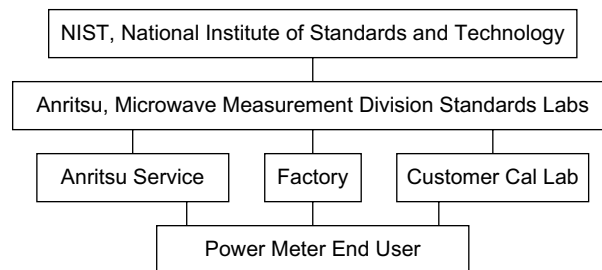 NIST, National Institute of Standards and Technology
Anritsu, Microwave Measurement Division Standards Labs
Anritsu Service
Factory
Customer Cal Lab
Power Meter End User